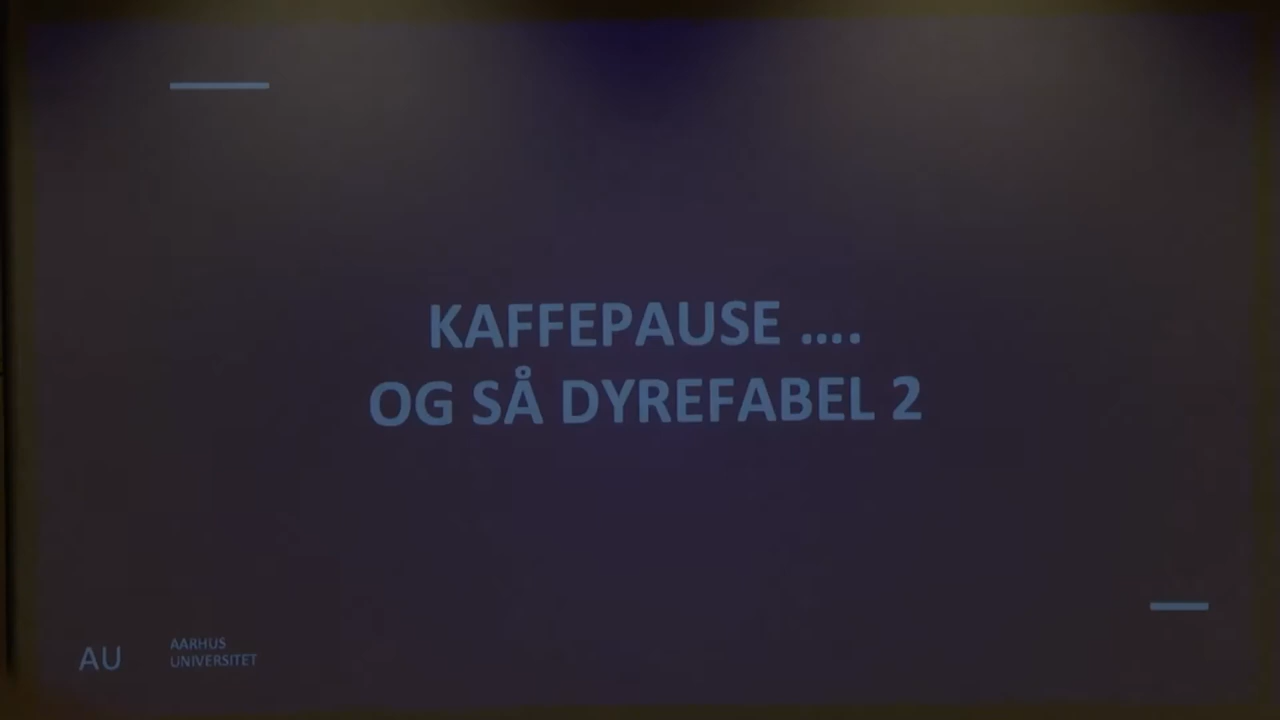 KAFFEPAUSE ....
OG SÅ DYREFABEL 2
AU
AARHUS
UNIVERSITET